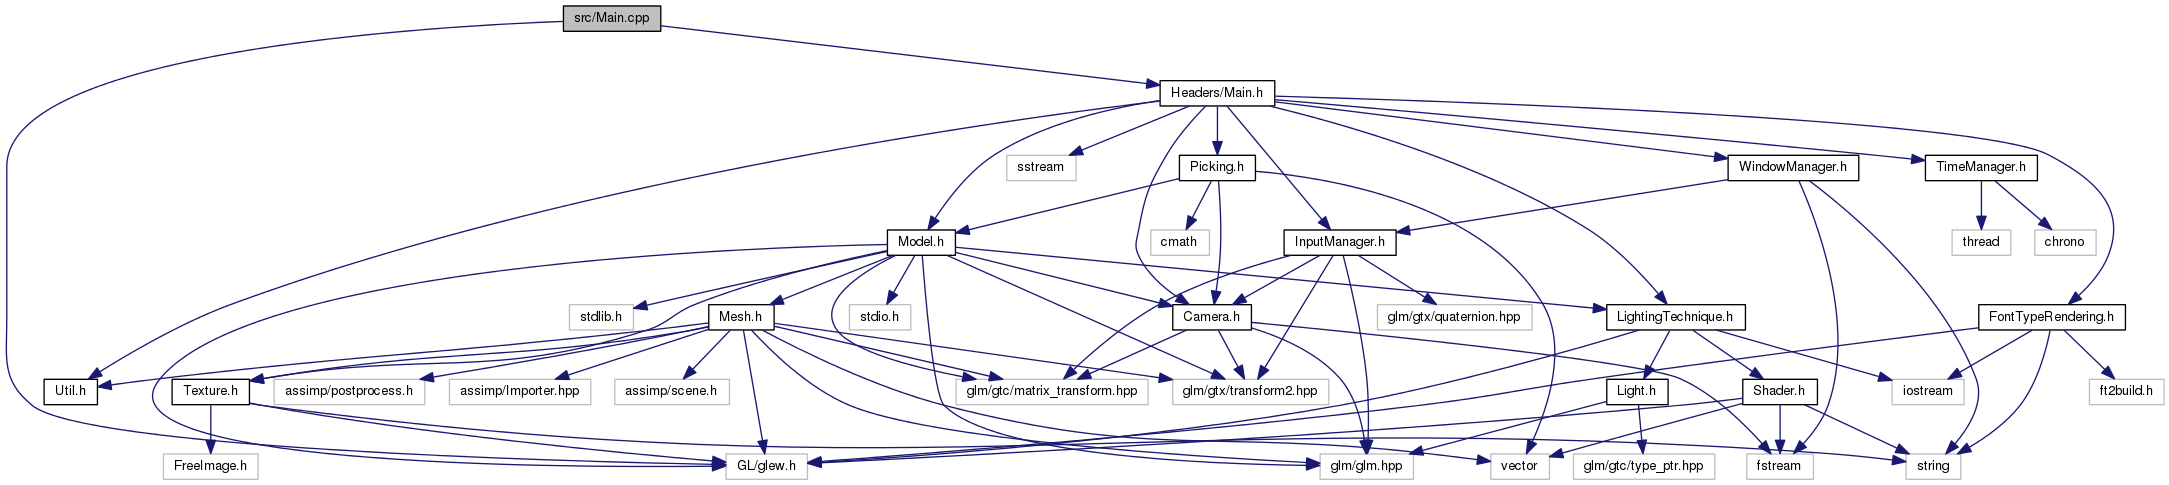 src/Main.cpp
Headers/Main.h
sstream
Picking.h
WindowManager.h
TimeManager.h
Model.h
cmath
InputManager.h
thread
chrono
stdlib.h
Mesh.h
stdio.h
Camera.h
glm/gtx/quaternion.hpp
LightingTechnique.h
FontTypeRendering.h
Util.h
Texture.h
assimp/postprocess.h
assimp/Importer.hpp
assimp/scene.h
glm/gtc/matrix_transform.hpp
glm/gtx/transform2.hpp
Light.h
Shader.h
iostream
ft2build.h
FreeImage.h
GL/glew.h
glm/glm.hpp
vector
glm/gtc/type_ptr.hpp
fstream
string